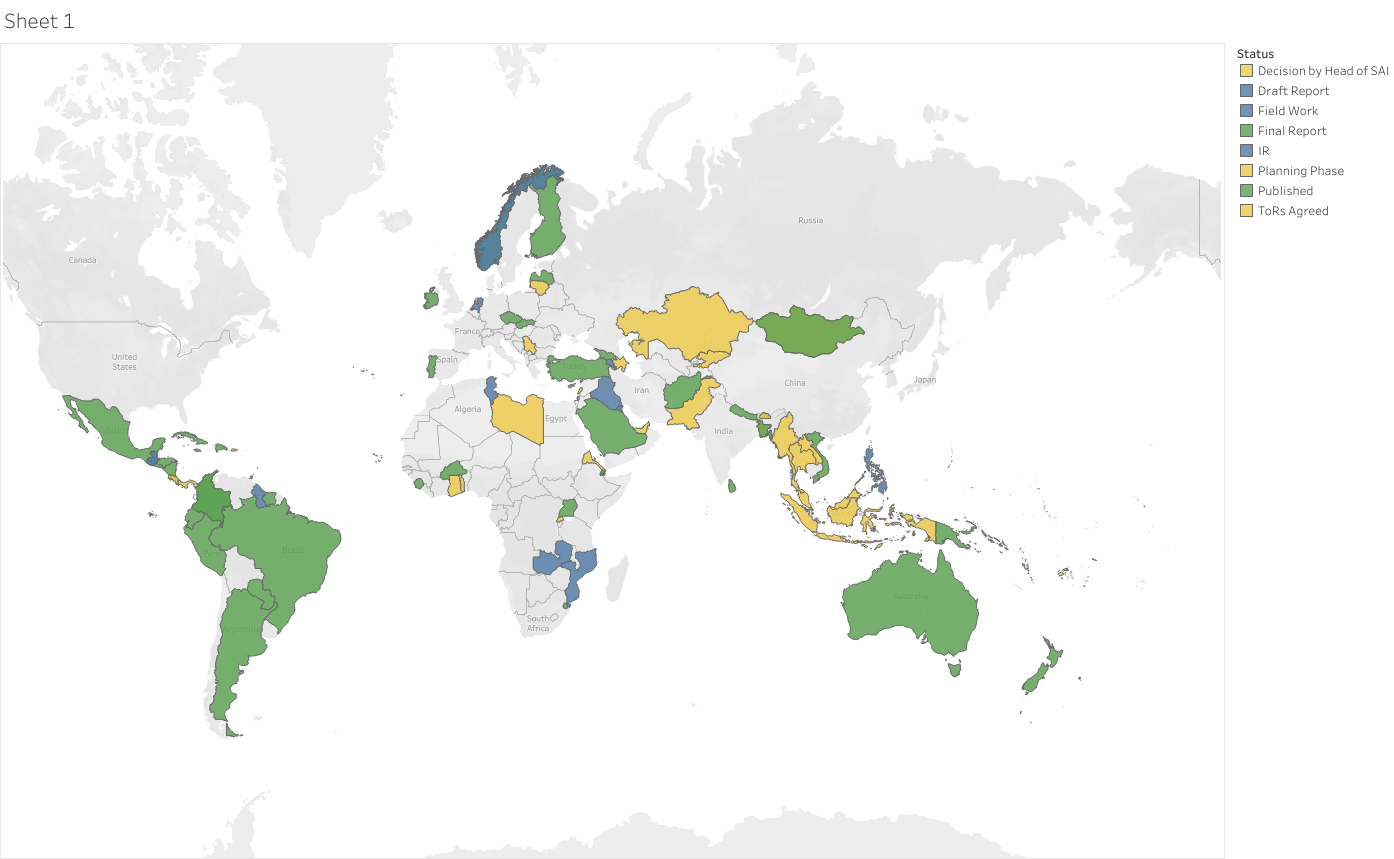 Sheet 1
Status
Decision by Head of SAI
Draft Report
Field Work
Final Report
IR
Planning Phase
Published
ToRs Agreed
Russia
Canada
France
United
States
Spain
Turkey
China
Japan
Iran
Algeria
Egypt
Mexico
India
Brazil
Peru
Australia
South
Africa
Argentina